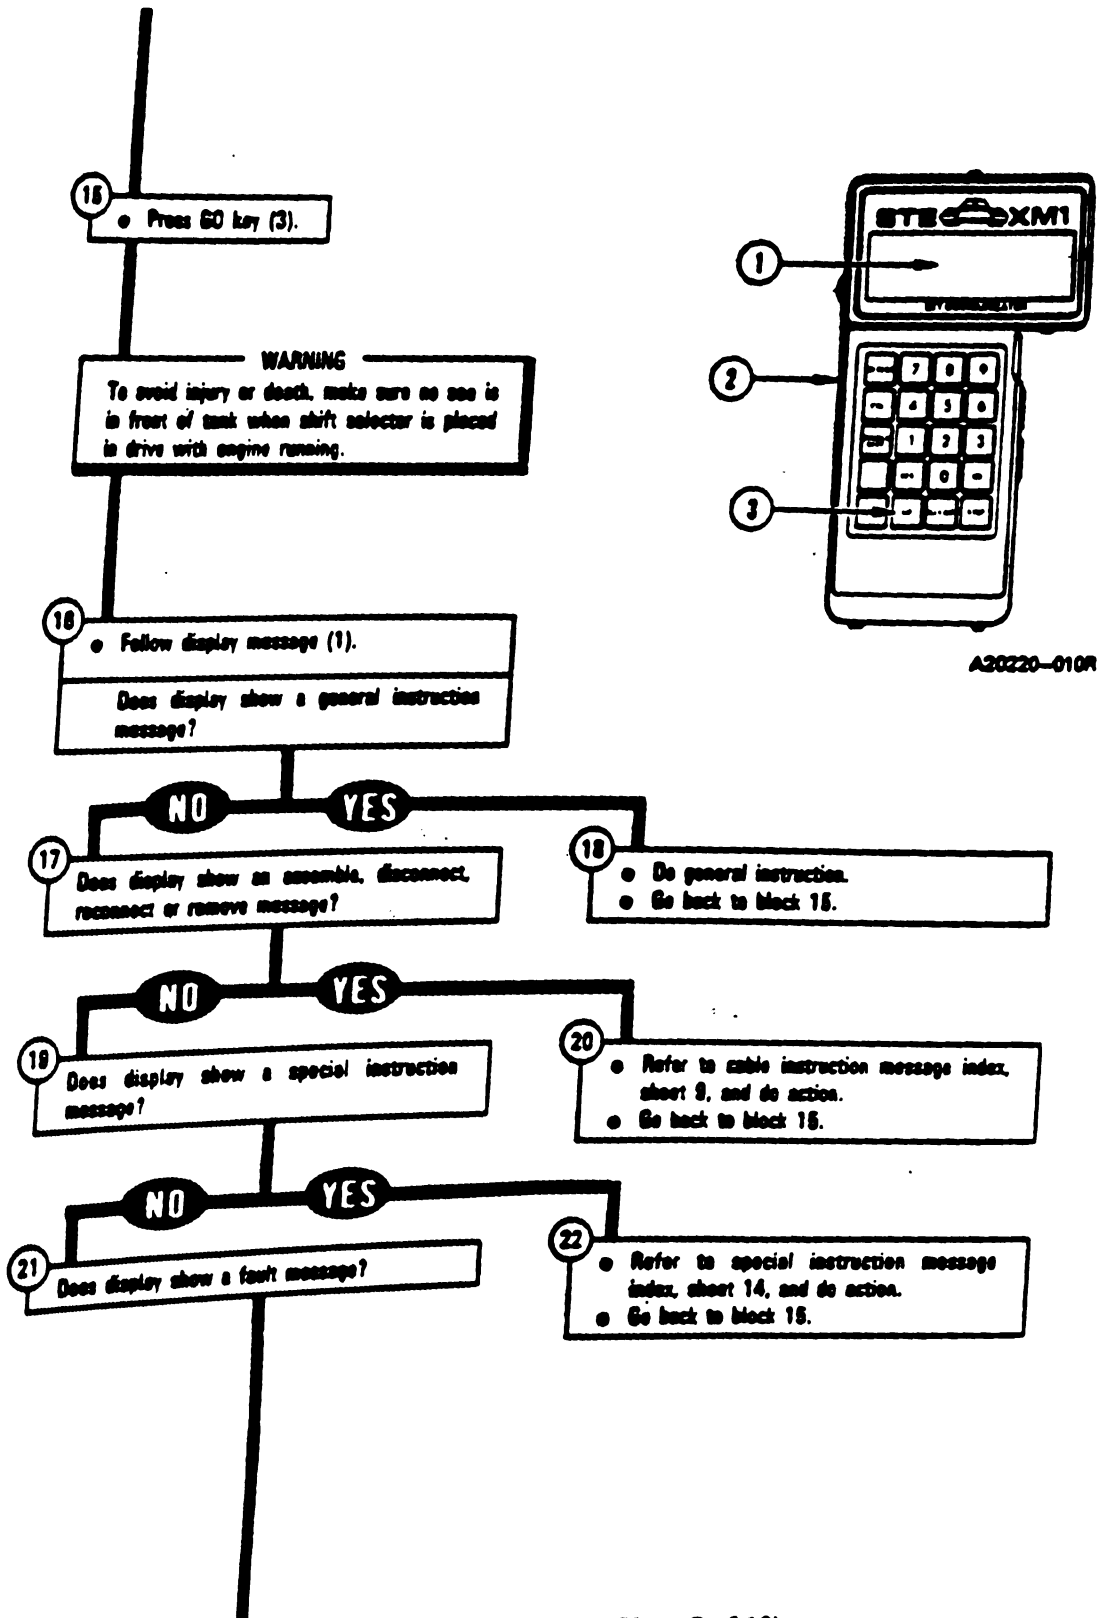 15
• Press GO key (3).
WARNING
To avoid injury or death, make sure no one is
in front of tank when shift selector is placed
in drive with engine running.
STE XM1
1
2
3
7 8 9
4 5 6
1 2 3
0
A20220-010R
16
• Follow display message (1).
Does display show a general instruction
message?
NO YES
17
Does display show an assemble, disconnect,
reconnect or remove message?
18
• Do general instruction.
• Go back to block 15.
NO YES
19
Does display show a special instruction
message?
20
• Refer to cable instruction message index,
sheet 9, and do action.
• Go back to block 15.
NO YES
21
Does display show a fault message?
22
• Refer to special instruction message
index, sheet 14, and do action.
• Go back to block 15.